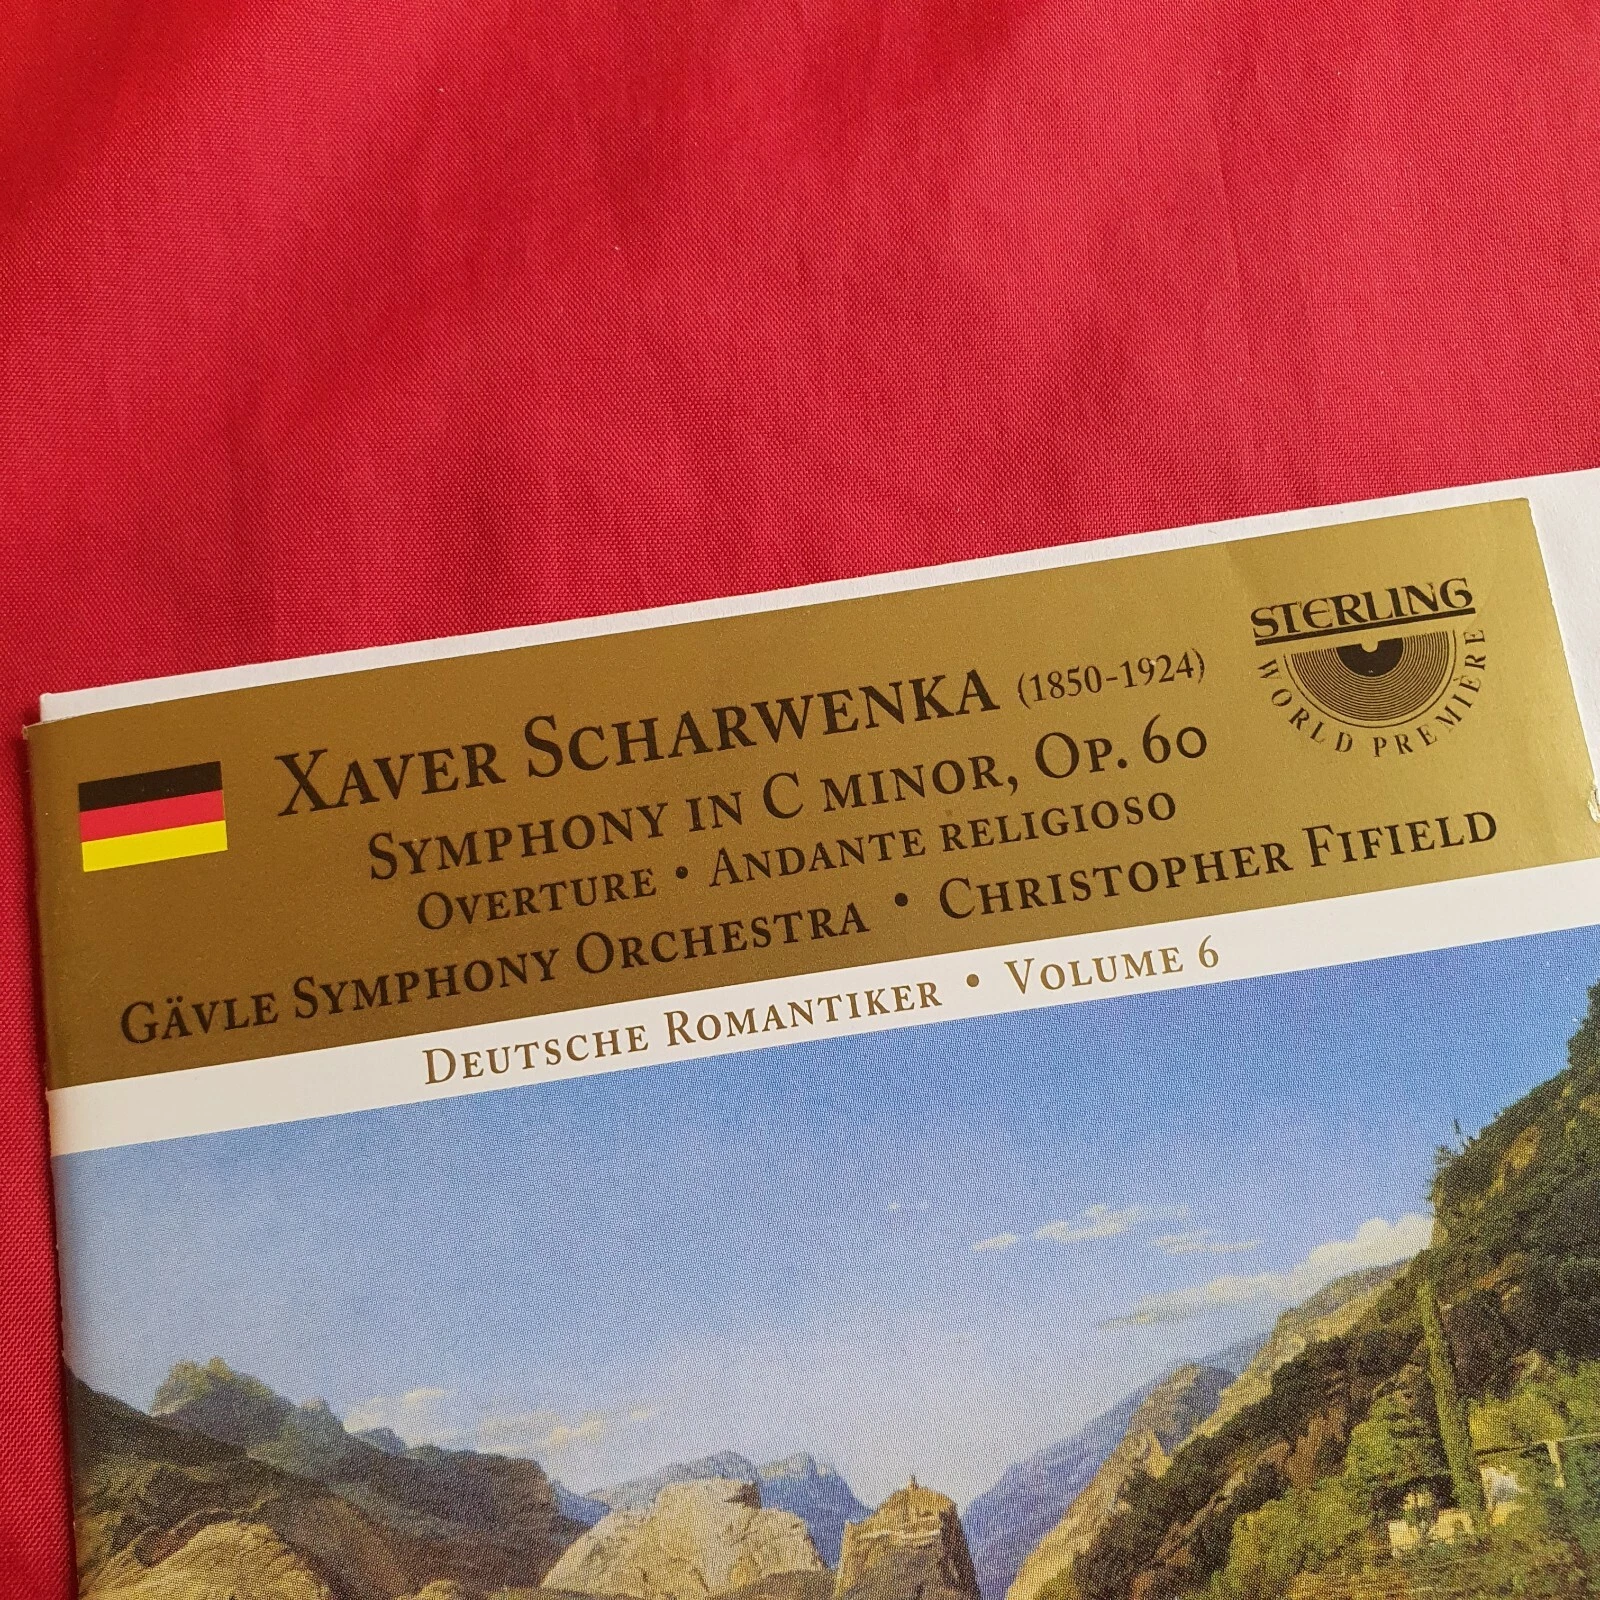 STERLING
WORLD PREMIÈRE
XAVER SCHARWENKA (1850-1924)
SYMPHONY IN C MINOR, OP. 60
OVERTURE • ANDANTE RELIGIOSO
GÄVLE SYMPHONY ORCHESTRA • CHRISTOPHER FIFIELD
DEUTSCHE ROMANTIKER • VOLUME 6